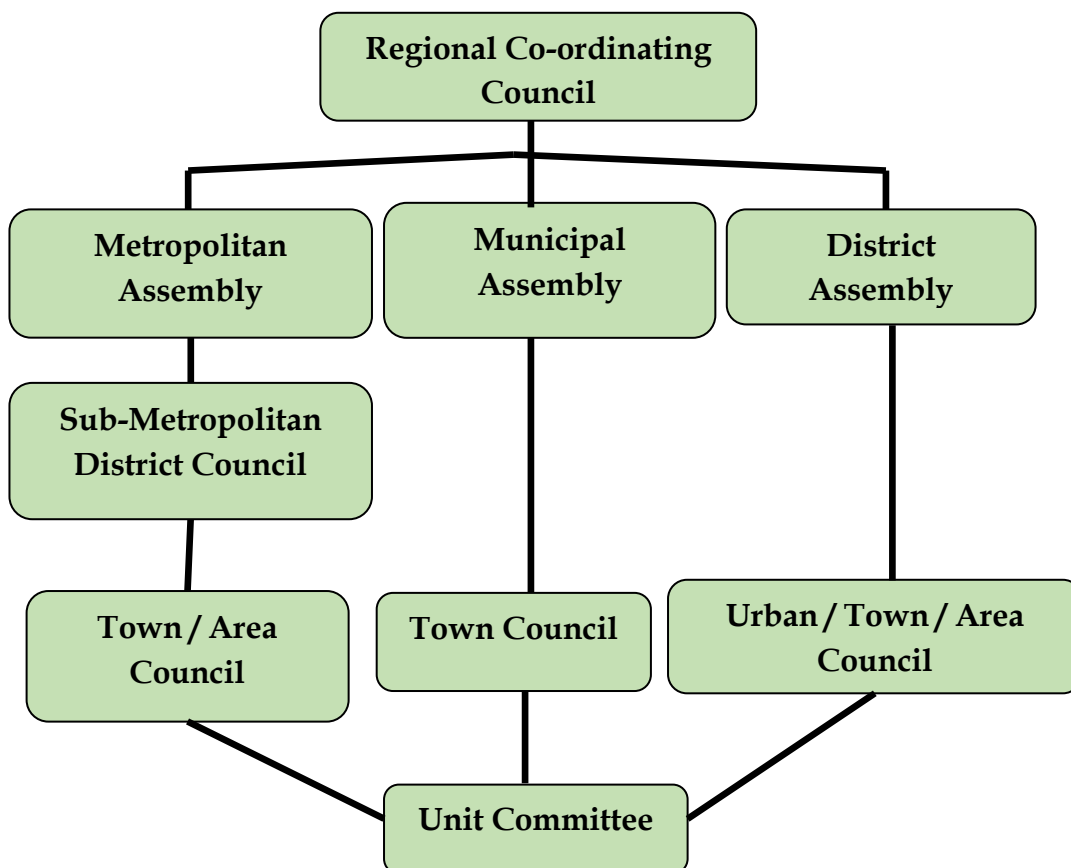 Regional Co-ordinating
Council
Metropolitan
Assembly
Municipal
Assembly
District
Assembly
Sub-Metropolitan
District Council
Town / Area
Council
Town Council
Urban / Town / Area
Council
Unit Committee